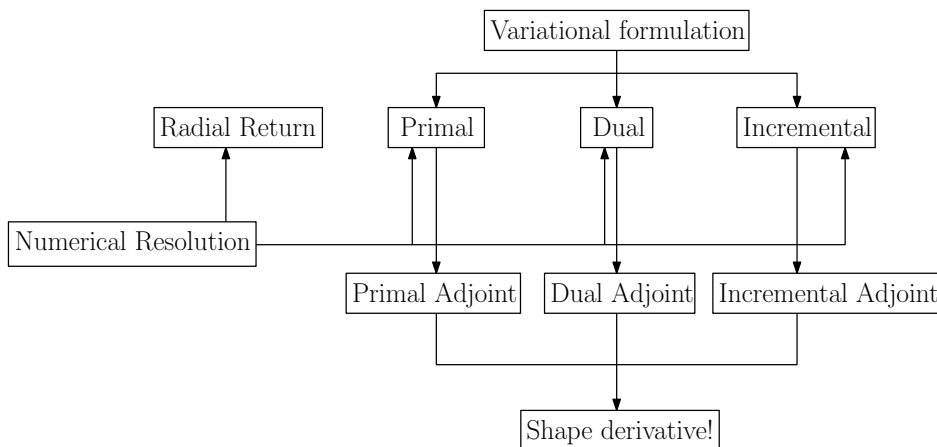 Variational formulation
Radial Return
Primal
Dual
Incremental
Numerical Resolution
Primal Adjoint
Dual Adjoint
Incremental Adjoint
Shape derivative!